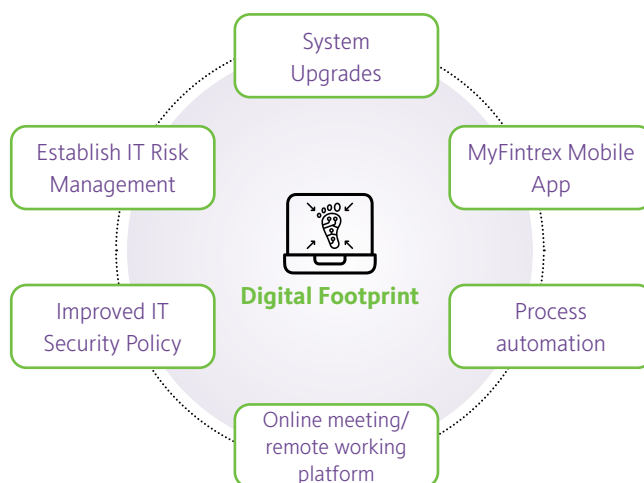 System
Upgrades
Establish IT Risk
Management
MyFintrex Mobile
App
Digital Footprint
Improved IT
Security Policy
Process
automation
Online meeting/
remote working
platform